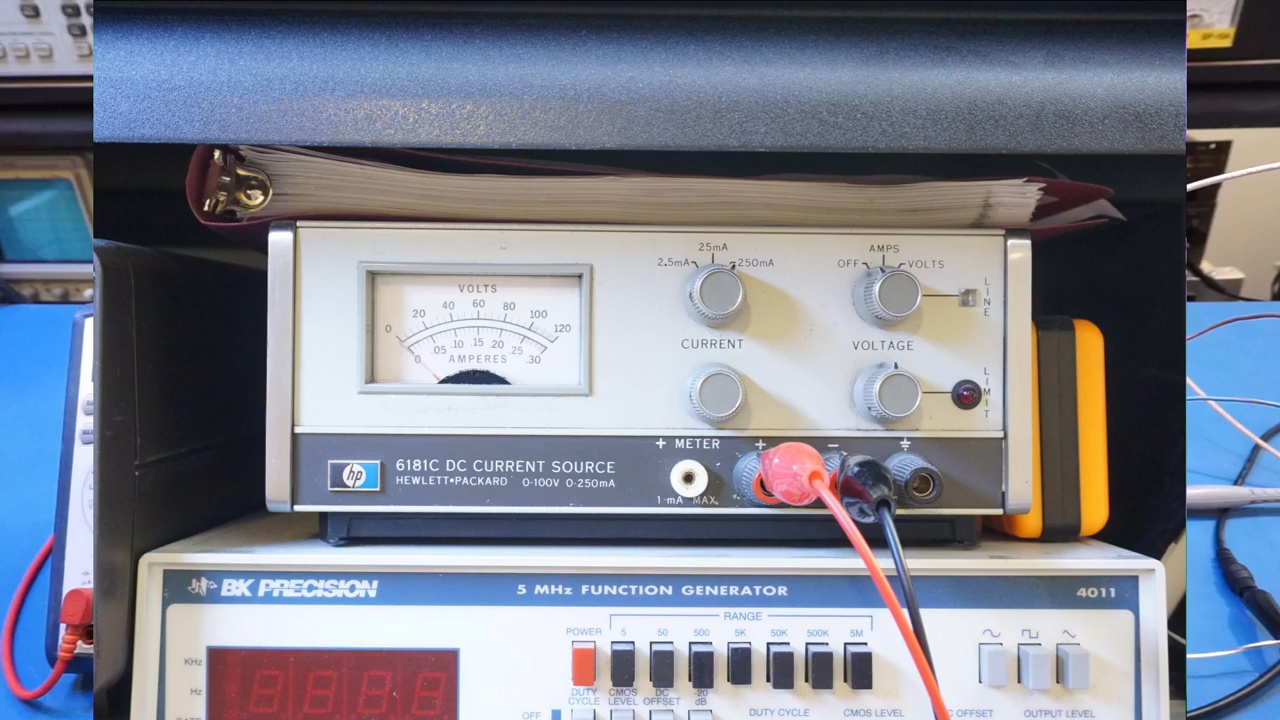 25mA
2.5mA 250mA
AMPS
OFF VOLTS
LINE
VOLTS
0 20 40 60 80 100 120
0 .05 .10 .15 .20 .25 .30
AMPERES
CURRENT
VOLTAGE
LIMIT
+ METER + − ⏚
1 mA MAX.
hp
6181C DC CURRENT SOURCE
HEWLETT•PACKARD 0-100V 0-250mA
BK PRECISION
5 MHz FUNCTION GENERATOR
4011
RANGE
POWER 5 50 500 5K 50K 500K 5M
KHz
Hz
DUTY CYCLE
CMOS LEVEL
DC OFFSET
-20 dB
OFF
DUTY CYCLE
CMOS LEVEL
OFFSET
OUTPUT LEVEL